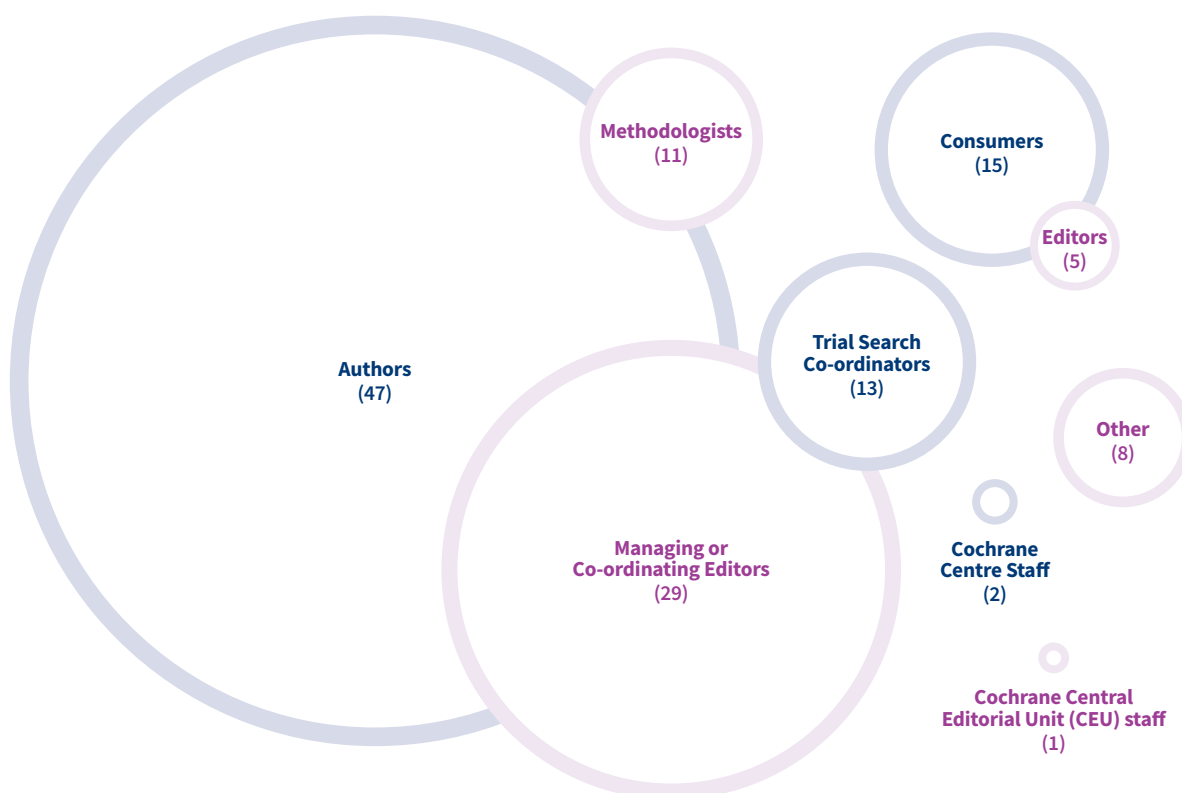 Methodologists
(11)
Consumers
(15)
Editors
(5)
Trial Search
Co-ordinators
(13)
Authors
(47)
Other
(8)
Managing or
Co-ordinating Editors
(29)
Cochrane
Centre Staff
(2)
Cochrane Central
Editorial Unit (CEU) staff
(1)